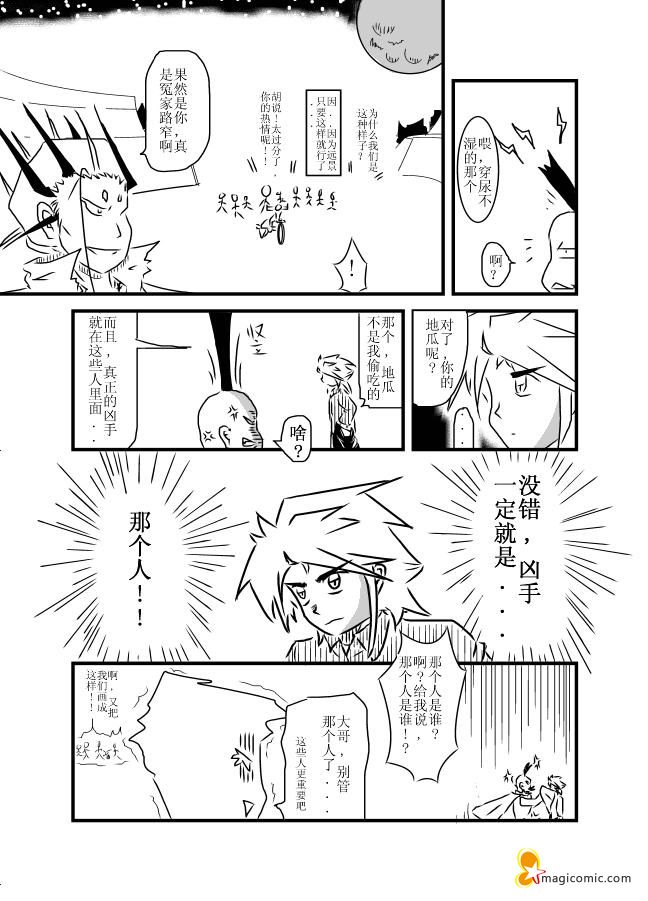 喂，穿尿不
湿的那个
啊？
为什么我们是
这种样子？
因．因为远景
只要这样就行了
胡说！太过分了．
你的热情呢！！
！
果然是你，真
是冤家路窄啊
对了，你的
地瓜呢？
．．．
那个，地瓜
不是我偷吃的
啥？
而且，真正的凶手
就在这些人里面．．
没错，凶手
一定就是．．．
那个人！！
那个人是谁？
啊？给我说，
那个人是谁！？
大哥，别管
那个人了．．．
这些人更重要吧
啊，又把
我们画成
这样！！
magicomic.com